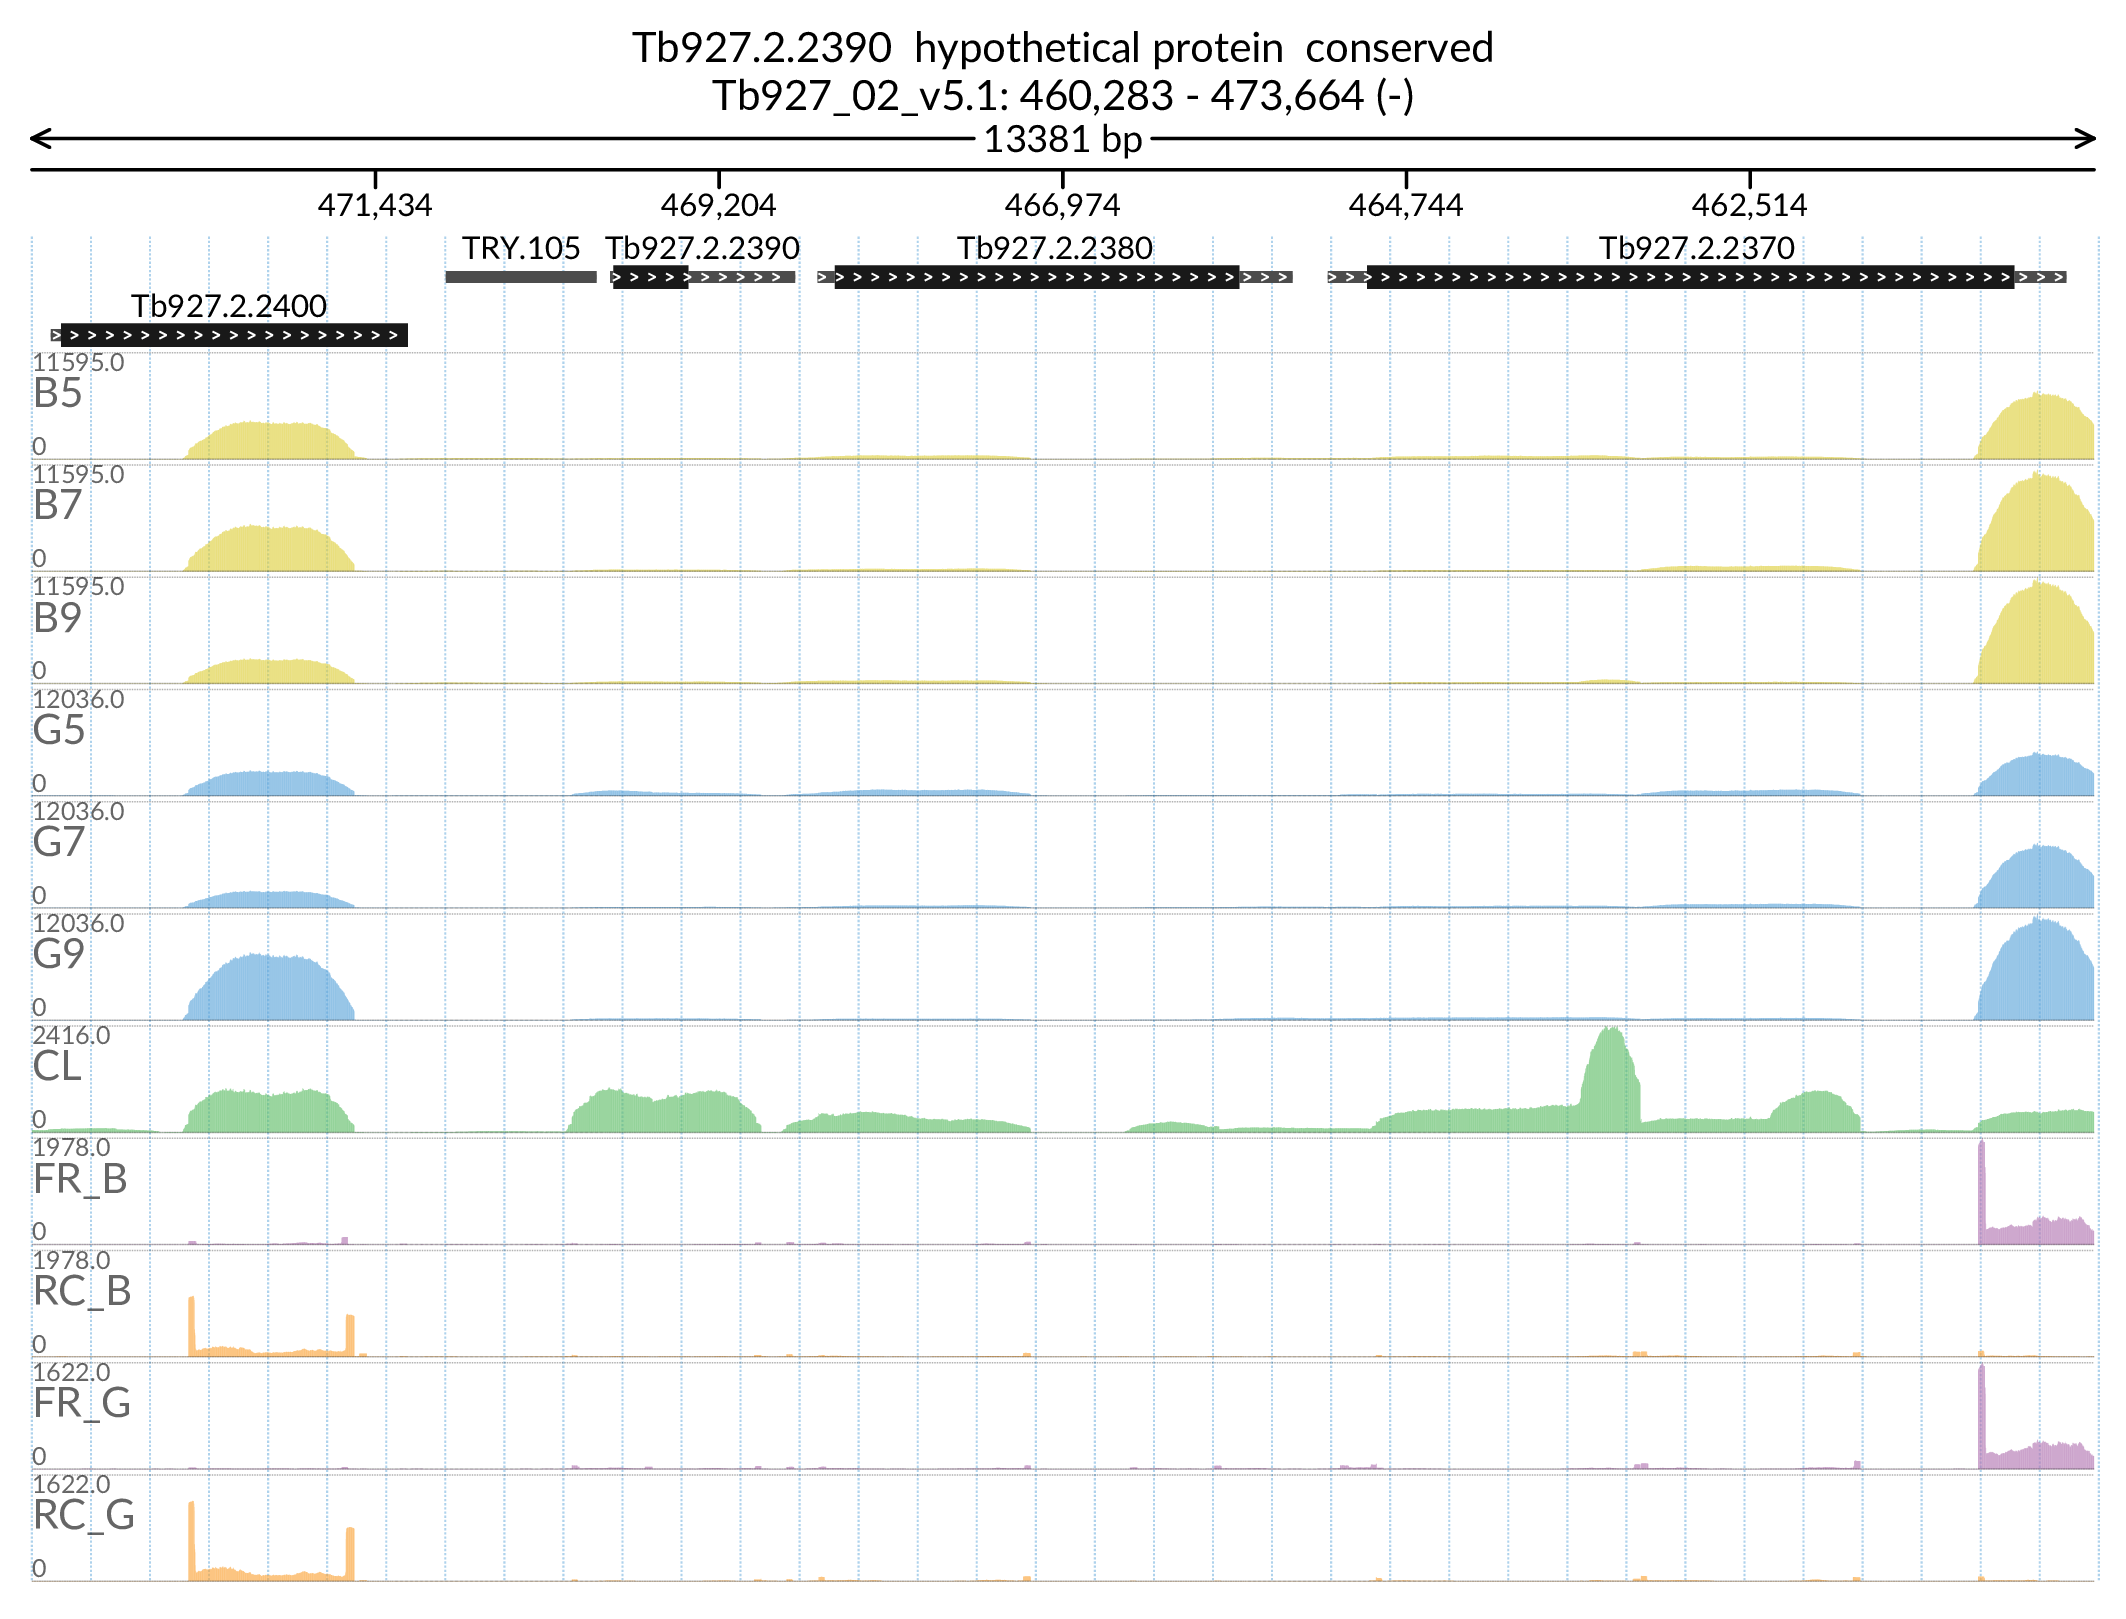 Tb927.2.2390  hypothetical protein  conserved
Tb927_02_v5.1: 460,283 - 473,664 (-)
13381 bp
471,434 469,204 466,974 464,744 462,514
TRY.105 Tb927.2.2390 Tb927.2.2380 Tb927.2.2370
Tb927.2.2400
11595.0
B5
0
11595.0
B7
0
11595.0
B9
0
12036.0
G5
0
12036.0
G7
0
12036.0
G9
0
2416.0
CL
0
1978.0
FR_B
0
1978.0
RC_B
0
1622.0
FR_G
0
1622.0
RC_G
0